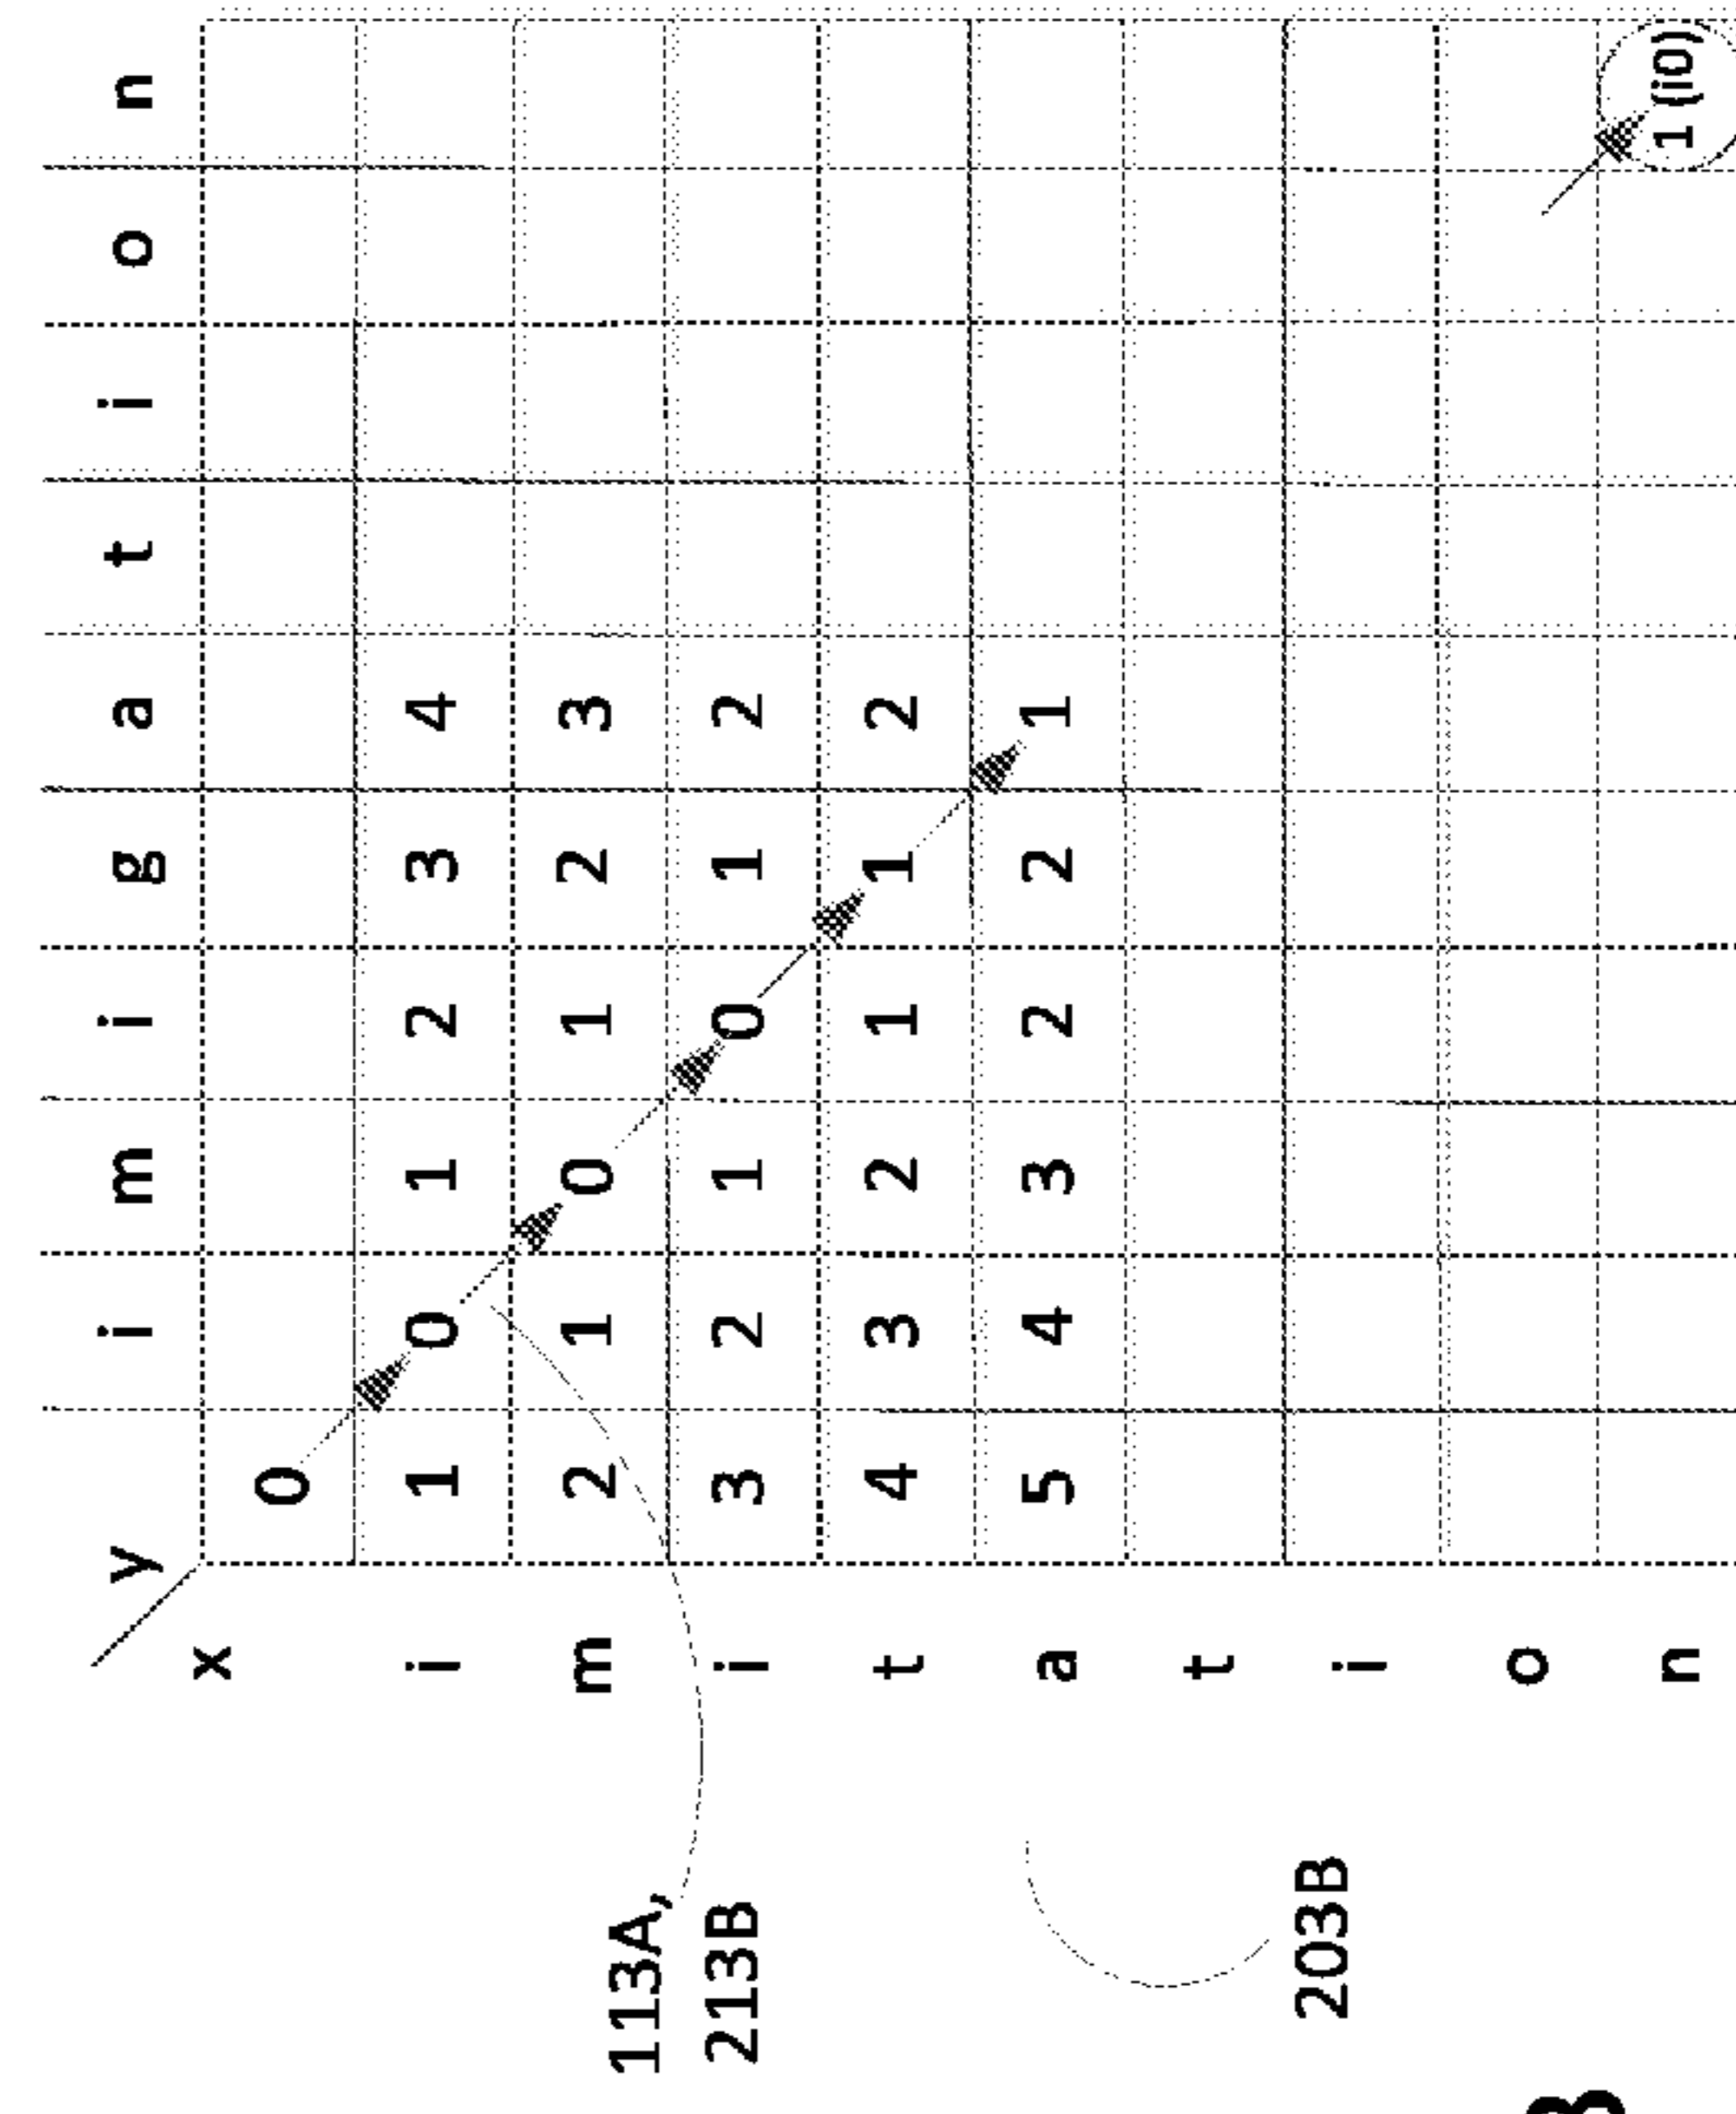 y i m i g a t i o n
x
0
i 1 0 1 2 3 4
m 2 1 0 1 2 3
113A,
213B
i 3 2 1 0 1 2
t 4 3 2 1 1 2
a 5 4 3 2 2 1
t
203B
i
o
n 1 (i0)